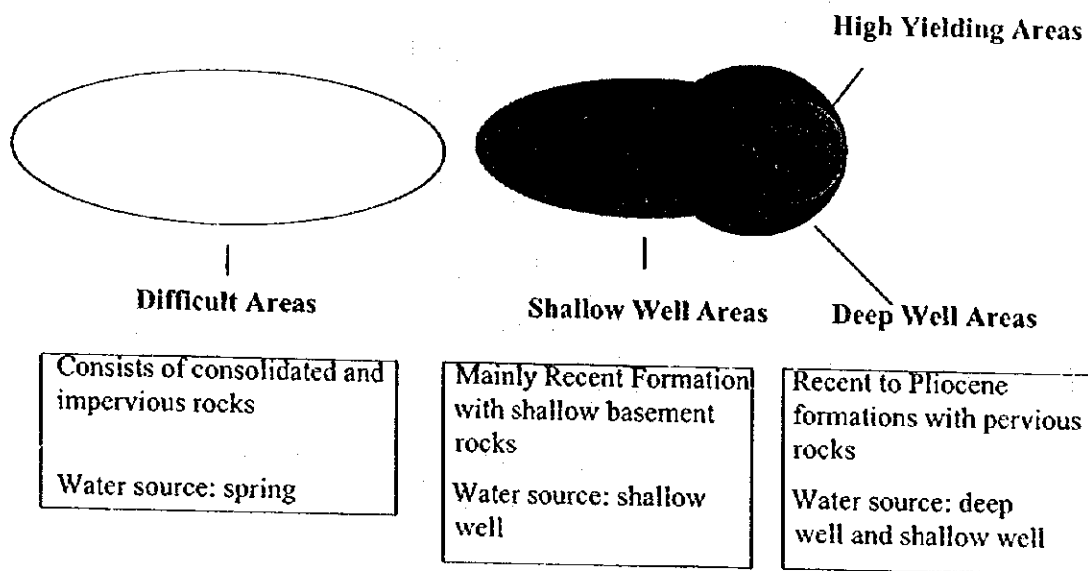 High Yielding Areas
Difficult Areas
Shallow Well Areas
Deep Well Areas
Consists of consolidated and
impervious rocks
Water source: spring
Mainly Recent Formation
with shallow basement
rocks
Water source: shallow
well
Recent to Pliocene
formations with pervious
rocks
Water source: deep
well and shallow well